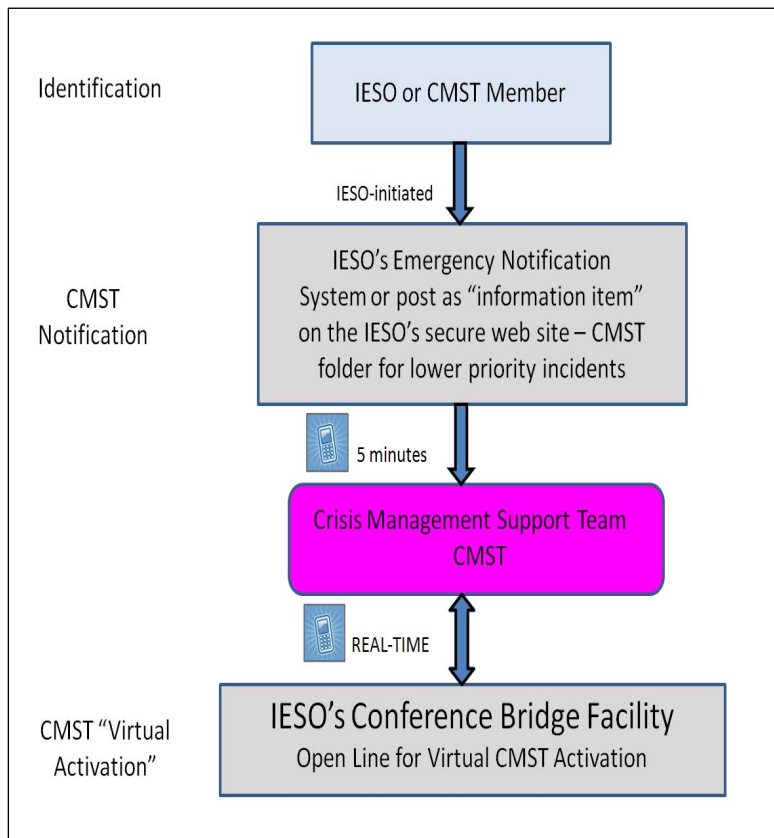 Identification
IESO or CMST Member
IESO-initiated
CMST
Notification
IESO’s Emergency Notification
System or post as “information item”
on the IESO’s secure web site – CMST
folder for lower priority incidents
5 minutes
Crisis Management Support Team
CMST
REAL-TIME
CMST “Virtual
Activation”
IESO’s Conference Bridge Facility
Open Line for Virtual CMST Activation